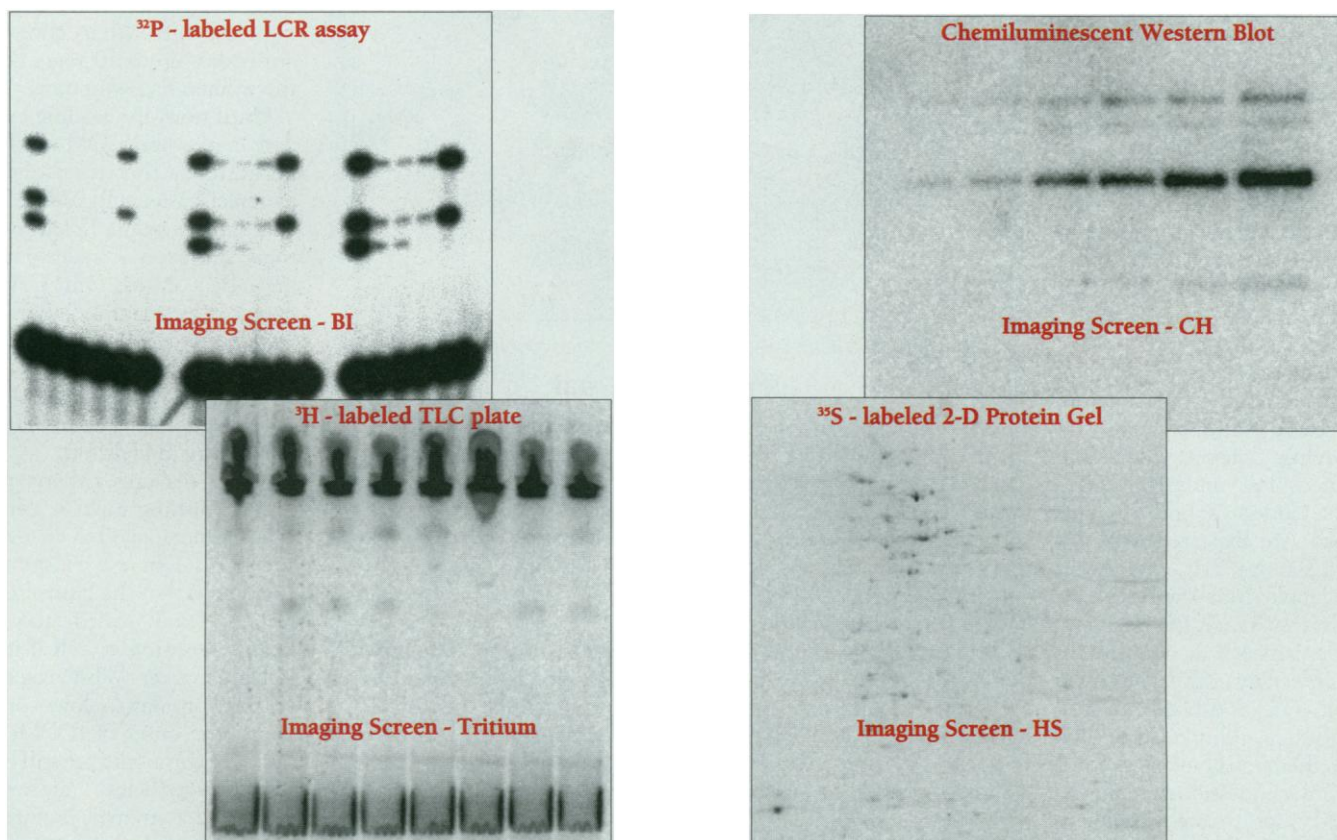 ³²P - labeled LCR assay
Imaging Screen - BI
³H - labeled TLC plate
Imaging Screen - Tritium
Chemiluminescent Western Blot
Imaging Screen - CH
³⁵S - labeled 2-D Protein Gel
Imaging Screen - HS